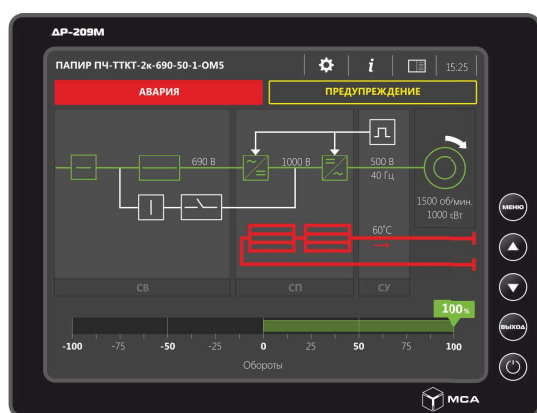 ДР-209М
ПАПИР ПЧ-ТТКТ-2к-690-50-1-ОМ5
i
15:25
АВАРИЯ
ПРЕДУПРЕЖДЕНИЕ
690 В
1000 В
500 В
40 Гц
1500 об/мин.
1000 кВт
60°С
СВ
СП
СУ
100%
-100 -75 -50 -25 0 25 50 75 100
Обороты
МЕНЮ
ВЫХОД
МСА